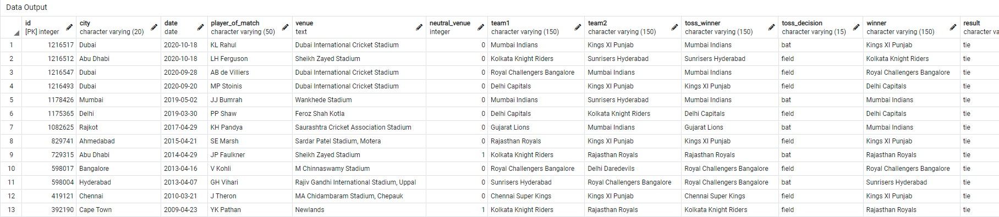 Data Output
id city date player_of_match venue neutral_venue team1 team2 toss_winner toss_decision winner result
[PK] integer character varying (20) date character varying (50) text integer character varying (150) character varying (150) character varying (150) character varying (15) character varying (150) character va
1 1216517 Dubai 2020-10-18 KL Rahul Dubai International Cricket Stadium 0 Mumbai Indians Kings XI Punjab Mumbai Indians bat Kings XI Punjab tie
2 1216512 Abu Dhabi 2020-10-18 LH Ferguson Sheikh Zayed Stadium 0 Kolkata Knight Riders Sunrisers Hyderabad Sunrisers Hyderabad field Kolkata Knight Riders tie
3 1216547 Dubai 2020-09-28 AB de Villiers Dubai International Cricket Stadium 0 Royal Challengers Bangalore Mumbai Indians Mumbai Indians field Royal Challengers Bangalore tie
4 1216493 Dubai 2020-09-20 MP Stoinis Dubai International Cricket Stadium 0 Delhi Capitals Kings XI Punjab Kings XI Punjab field Delhi Capitals tie
5 1178426 Mumbai 2019-05-02 JJ Bumrah Wankhede Stadium 0 Mumbai Indians Sunrisers Hyderabad Mumbai Indians bat Mumbai Indians tie
6 1175365 Delhi 2019-03-30 PP Shaw Feroz Shah Kotla 0 Delhi Capitals Kolkata Knight Riders Delhi Capitals field Delhi Capitals tie
7 1082625 Rajkot 2017-04-29 KH Pandya Saurashtra Cricket Association Stadium 0 Gujarat Lions Mumbai Indians Gujarat Lions bat Mumbai Indians tie
8 829741 Ahmedabad 2015-04-21 SE Marsh Sardar Patel Stadium, Motera 0 Rajasthan Royals Kings XI Punjab Kings XI Punjab field Kings XI Punjab tie
9 729315 Abu Dhabi 2014-04-29 JP Faulkner Sheikh Zayed Stadium 1 Kolkata Knight Riders Rajasthan Royals Rajasthan Royals bat Rajasthan Royals tie
10 598017 Bangalore 2013-04-16 V Kohli M Chinnaswamy Stadium 0 Royal Challengers Bangalore Delhi Daredevils Royal Challengers Bangalore field Royal Challengers Bangalore tie
11 598004 Hyderabad 2013-04-07 GH Vihari Rajiv Gandhi International Stadium, Uppal 0 Sunrisers Hyderabad Royal Challengers Bangalore Royal Challengers Bangalore bat Sunrisers Hyderabad tie
12 419121 Chennai 2010-03-21 J Theron MA Chidambaram Stadium, Chepauk 0 Chennai Super Kings Kings XI Punjab Chennai Super Kings field Kings XI Punjab tie
13 392190 Cape Town 2009-04-23 YK Pathan Newlands 1 Kolkata Knight Riders Rajasthan Royals Kolkata Knight Riders field Rajasthan Royals tie